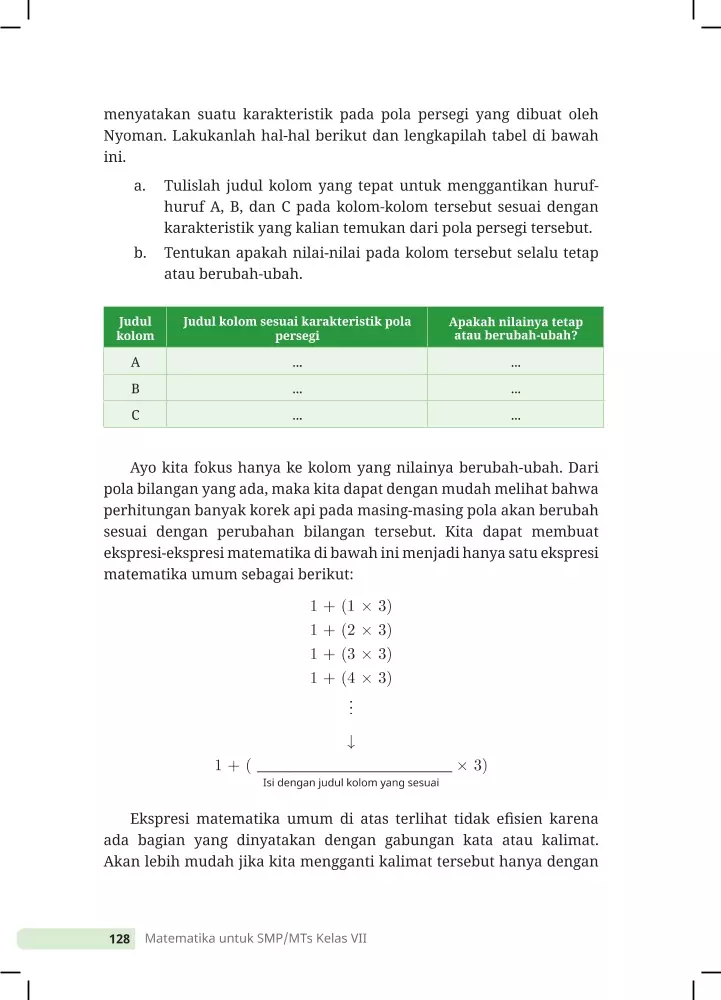 menyatakan suatu karakteristik pada pola persegi yang dibuat oleh
Nyoman. Lakukanlah hal-hal berikut dan lengkapilah tabel di bawah
ini.
a. Tulislah judul kolom yang tepat untuk menggantikan huruf-
huruf A, B, dan C pada kolom-kolom tersebut sesuai dengan
karakteristik yang kalian temukan dari pola persegi tersebut.
b. Tentukan apakah nilai-nilai pada kolom tersebut selalu tetap
atau berubah-ubah.
Judul kolom Judul kolom sesuai karakteristik pola persegi Apakah nilainya tetap atau berubah-ubah?
A ... ...
B ... ...
C ... ...
Ayo kita fokus hanya ke kolom yang nilainya berubah-ubah. Dari
pola bilangan yang ada, maka kita dapat dengan mudah melihat bahwa
perhitungan banyak korek api pada masing-masing pola akan berubah
sesuai dengan perubahan bilangan tersebut. Kita dapat membuat
ekspresi-ekspresi matematika di bawah ini menjadi hanya satu ekspresi
matematika umum sebagai berikut:
1 + (1 × 3)
1 + (2 × 3)
1 + (3 × 3)
1 + (4 × 3)
⋮
↓
1 + ( ______________________ × 3)
Isi dengan judul kolom yang sesuai
Ekspresi matematika umum di atas terlihat tidak efisien karena
ada bagian yang dinyatakan dengan gabungan kata atau kalimat.
Akan lebih mudah jika kita mengganti kalimat tersebut hanya dengan
128 Matematika untuk SMP/MTs Kelas VII